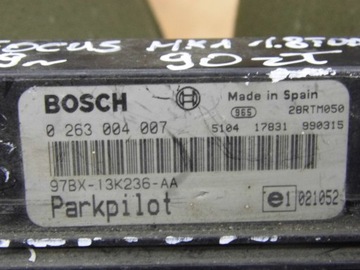 FOCUS MK1 1.8TDDI
90 zł
BOSCH
Made in Spain
965 28RTM050
0 263 004 007 5104 17831 990315
97BX-13K236-AA
Parkpilot
e1 021052